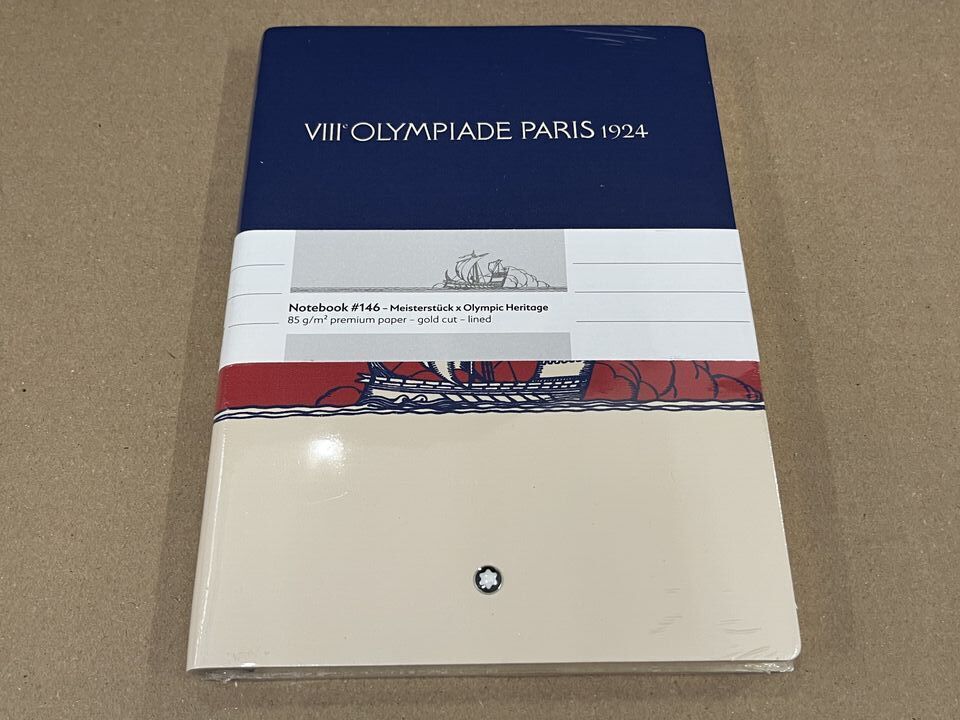 VIIIᵉ OLYMPIADE PARIS 1924
Notebook #146 – Meisterstück x Olympic Heritage
85 g/m² premium paper – gold cut – lined